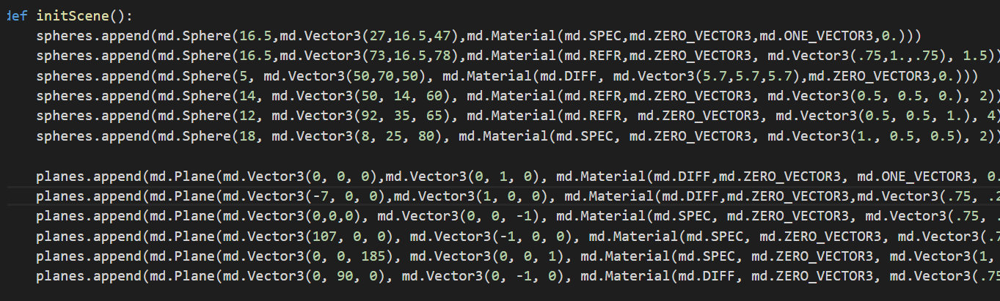 def initScene():
    spheres.append(md.Sphere(16.5,md.Vector3(27,16.5,47),md.Material(md.SPEC,md.ZERO_VECTOR3,md.ONE_VECTOR3,0.)))
    spheres.append(md.Sphere(16.5,md.Vector3(73,16.5,78),md.Material(md.REFR,md.ZERO_VECTOR3, md.Vector3(.75,1.,.75), 1.5))
    spheres.append(md.Sphere(5, md.Vector3(50,70,50), md.Material(md.DIFF, md.Vector3(5.7,5.7,5.7),md.ZERO_VECTOR3,0.)))
    spheres.append(md.Sphere(14, md.Vector3(50, 14, 60), md.Material(md.REFR,md.ZERO_VECTOR3, md.Vector3(0.5, 0.5, 0.), 2))
    spheres.append(md.Sphere(12, md.Vector3(92, 35, 65), md.Material(md.REFR, md.ZERO_VECTOR3, md.Vector3(0.5, 0.5, 1.), 4)
    spheres.append(md.Sphere(18, md.Vector3(8, 25, 80), md.Material(md.SPEC, md.ZERO_VECTOR3, md.Vector3(1., 0.5, 0.5), 2))
    planes.append(md.Plane(md.Vector3(0, 0, 0),md.Vector3(0, 1, 0), md.Material(md.DIFF,md.ZERO_VECTOR3, md.ONE_VECTOR3, 0.
    planes.append(md.Plane(md.Vector3(-7, 0, 0),md.Vector3(1, 0, 0), md.Material(md.DIFF,md.ZERO_VECTOR3,md.Vector3(.75, .2
    planes.append(md.Plane(md.Vector3(0,0,0), md.Vector3(0, 0, -1), md.Material(md.SPEC, md.ZERO_VECTOR3, md.Vector3(.75, .
    planes.append(md.Plane(md.Vector3(107, 0, 0), md.Vector3(-1, 0, 0), md.Material(md.SPEC, md.ZERO_VECTOR3, md.Vector3(.7
    planes.append(md.Plane(md.Vector3(0, 0, 185), md.Vector3(0, 0, 1), md.Material(md.SPEC, md.ZERO_VECTOR3, md.Vector3(1,
    planes.append(md.Plane(md.Vector3(0, 90, 0), md.Vector3(0, -1, 0), md.Material(md.DIFF, md.ZERO_VECTOR3, md.Vector3(.75